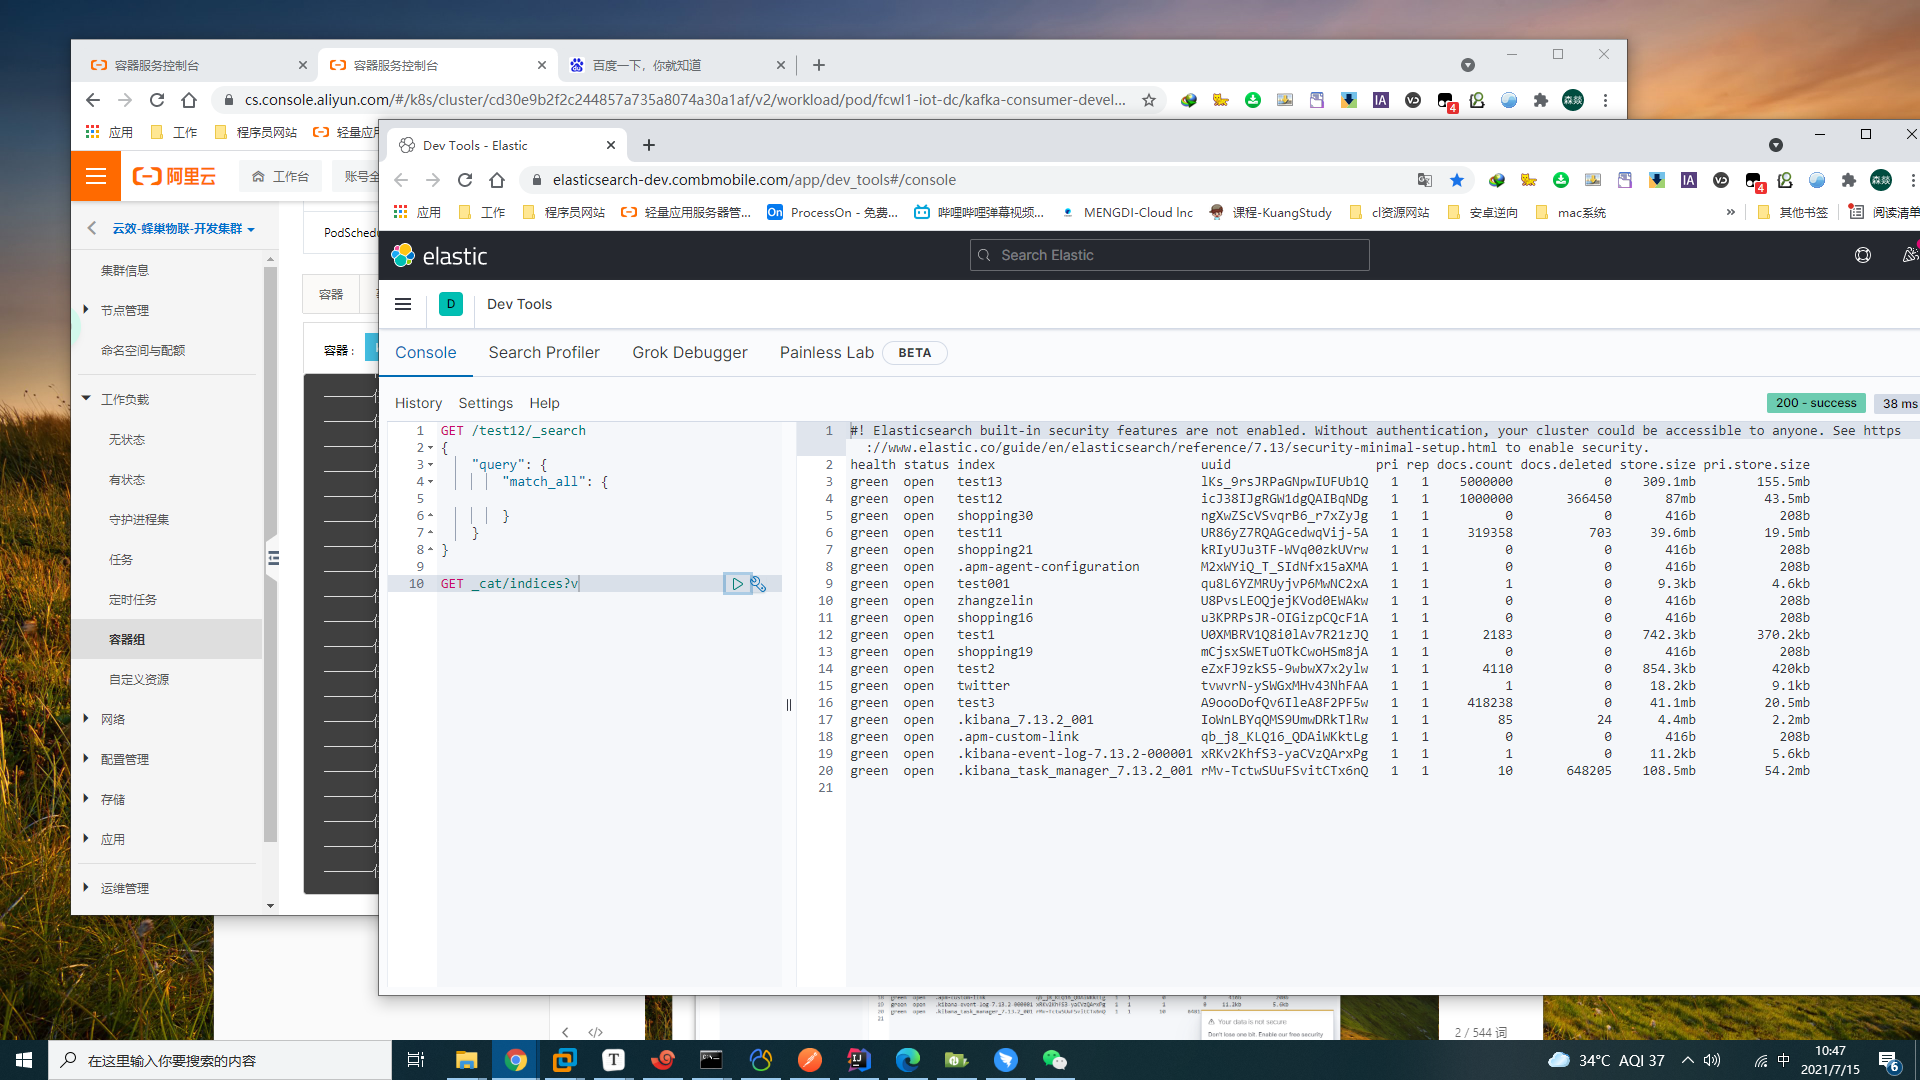 容器服务控制台
容器服务控制台
百度一下，你就知道
cs.console.aliyun.com/#/k8s/cluster/cd30e9b2f2c244857a735a8074a30a1af/v2/workload/pod/fcwl1-iot-dc/kafka-consumer-devel...
应用 工作 程序员网站 轻量应用
阿里云 工作台 账号全
云效-蜂巢物联-开发集群
集群信息
节点管理
命名空间与配额
工作负载
无状态
有状态
守护进程集
任务
定时任务
容器组
自定义资源
网络
配置管理
存储
应用
运维管理
PodSchedu
容器
容器：
Dev Tools - Elastic
elasticsearch-dev.combmobile.com/app/dev_tools#/console
应用 工作 程序员网站 轻量应用服务器管... On ProcessOn - 免费... 哔哩哔哩弹幕视频... MENGDI-Cloud Inc 课程-KuangStudy cl资源网站 安卓逆向 mac系统 » 其他书签 阅读清单
elastic
Search Elastic
D Dev Tools
Console Search Profiler Grok Debugger Painless Lab BETA
History Settings Help
200 - success 38 ms
1 GET /test12/_search
2 {
3 "query": {
4 "match_all": {
5
6 }
7 }
8 }
9
10 GET _cat/indices?v
1 #! Elasticsearch built-in security features are not enabled. Without authentication, your cluster could be accessible to anyone. See https
://www.elastic.co/guide/en/elasticsearch/reference/7.13/security-minimal-setup.html to enable security.
2 health status index uuid pri rep docs.count docs.deleted store.size pri.store.size
3 green open test13 lKs_9rsJRPaGNpwIUFUb1Q 1 1 5000000 0 309.1mb 155.5mb
4 green open test12 icJ38IJgRGW1dgQAIBqNDg 1 1 1000000 366450 87mb 43.5mb
5 green open shopping30 ngXwZScVSvqrB6_r7xZyJg 1 1 0 0 416b 208b
6 green open test11 UR86yZ7RQAGcedwqVij-5A 1 1 319358 703 39.6mb 19.5mb
7 green open shopping21 kRIyUJu3TF-WVq00zkUVrw 1 1 0 0 416b 208b
8 green open .apm-agent-configuration M2xWYiQ_T_SIdNfx15aXMA 1 1 0 0 416b 208b
9 green open test001 qu8L6YZMRUyjvP6MwNC2xA 1 1 1 0 9.3kb 4.6kb
10 green open zhangzelin U8PvsLEOQjejKVod0EWAkw 1 1 0 0 416b 208b
11 green open shopping16 u3KPRPsJR-OIGizpCQcF1A 1 1 0 0 416b 208b
12 green open test1 U0XMBRV1Q8i0lAv7R21zJQ 1 1 2183 0 742.3kb 370.2kb
13 green open shopping19 mCjsxSWETuOTkCwoHSm8jA 1 1 0 0 416b 208b
14 green open test2 eZxFJ9zkS5-9wbwX7x2ylw 1 1 4110 0 854.3kb 420kb
15 green open twitter tvwvrN-ySWGxMHv43NhFAA 1 1 1 0 18.2kb 9.1kb
16 green open test3 A9oooDofQv6IleA8F2PF5w 1 1 418238 0 41.1mb 20.5mb
17 green open .kibana_7.13.2_001 IoWnLBYqQMS9UmwDRkTlRw 1 1 85 24 4.4mb 2.2mb
18 green open .apm-custom-link qb_j8_KLQ16_QDAiWKktLg 1 1 0 0 416b 208b
19 green open .kibana-event-log-7.13.2-000001 xRKv2KhfS3-yaCVzQArxPg 1 1 1 0 11.2kb 5.6kb
20 green open .kibana_task_manager_7.13.2_001 rMv-TctwSUuFSvitCTx6nQ 1 1 10 648205 108.5mb 54.2mb
21
Your data is not secure
Don't lose one bit. Enable our free security
2 / 544 词
在这里输入你要搜索的内容
34°C AQI 37
中
10:47
2021/7/15
6